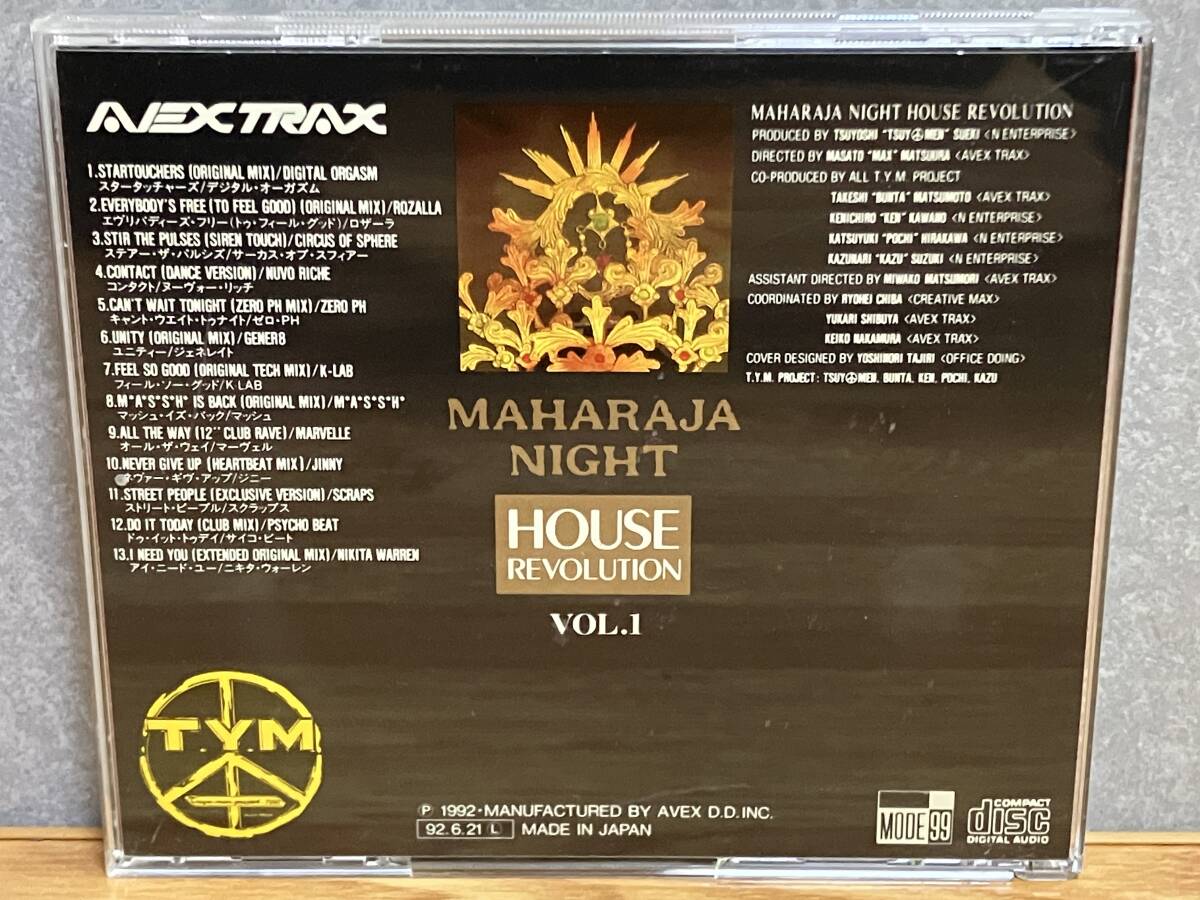 AVEX TRAX
1.STARTOUCHERS (ORIGINAL MIX)/DIGITAL ORGASM
スタータッチャーズ/デジタル・オーガズム
2.EVERYBODY'S FREE (TO FEEL GOOD) (ORIGINAL MIX)/ROZALLA
エヴリバディーズ・フリー(トゥ・フィール・グッド)/ロザーラ
3.STIR THE PULSES (SIREN TOUCH)/CIRCUS OF SPHERE
ステアー・ザ・パルシズ/サーカス・オブ・スフィアー
4.CONTACT (DANCE VERSION)/NUVO RICHE
コンタクト/ヌーヴォー・リッチ
5.CAN'T WAIT TONIGHT (ZERO PH MIX)/ZERO PH
キャント・ウエイト・トゥナイト/ゼロ・PH
6.UNITY (ORIGINAL MIX)/GENER8
ユニティー/ジェネレイト
7.FEEL SO GOOD (ORIGINAL TECH MIX)/K-LAB
フィール・ソー・グッド/K-LAB
8.M*A*S*S*H* IS BACK (ORIGINAL MIX)/M*A*S*S*H*
マッシュ・イズ・バック/マッシュ
9.ALL THE WAY (12" CLUB RAVE)/MARVELLE
オール・ザ・ウェイ/マーヴェル
10.NEVER GIVE UP (HEARTBEAT MIX)/JINNY
ネヴァー・ギヴ・アップ/ジニー
11.STREET PEOPLE (EXCLUSIVE VERSION)/SCRAPS
ストリート・ピープル/スクラップス
12.DO IT TODAY (CLUB MIX)/PSYCHO BEAT
ドゥ・イット・トゥデイ/サイコ・ビート
13.I NEED YOU (EXTENDED ORIGINAL MIX)/NIKITA WARREN
アイ・ニード・ユー/ニキタ・ウォーレン
MAHARAJA
NIGHT
HOUSE
REVOLUTION
VOL.1
MAHARAJA NIGHT HOUSE REVOLUTION
PRODUCED BY TSUYOSHI "TSUY☮MEN" SUEKI <N ENTERPRISE>
DIRECTED BY MASATO "MAX" MATSUURA <AVEX TRAX>
CO-PRODUCED BY ALL T.Y.M. PROJECT
TAKESHI "BUNTA" MATSUMOTO <AVEX TRAX>
KENICHIRO "KEN" KAWANO <N ENTERPRISE>
KATSUYUKI "POCHI" HIRAKAWA <N ENTERPRISE>
KAZUNARI "KAZU" SUZUKI <N ENTERPRISE>
ASSISTANT DIRECTED BY MIWAKO MATSUMORI <AVEX TRAX>
COORDINATED BY RYOHEI CHIBA <CREATIVE MAX>
YUKARI SHIBUYA <AVEX TRAX>
KEIKO NAKAMURA <AVEX TRAX>
COVER DESIGNED BY YOSHINORI TAJIRI <OFFICE DOING>
T.Y.M. PROJECT: TSUY☮MEN, BUNTA, KEN, POCHI, KAZU
T.Y.M.
℗ 1992・MANUFACTURED BY AVEX D.D.INC.
92.6.21 Ⓛ MADE IN JAPAN
MODE 99
COMPACT
disc
DIGITAL AUDIO